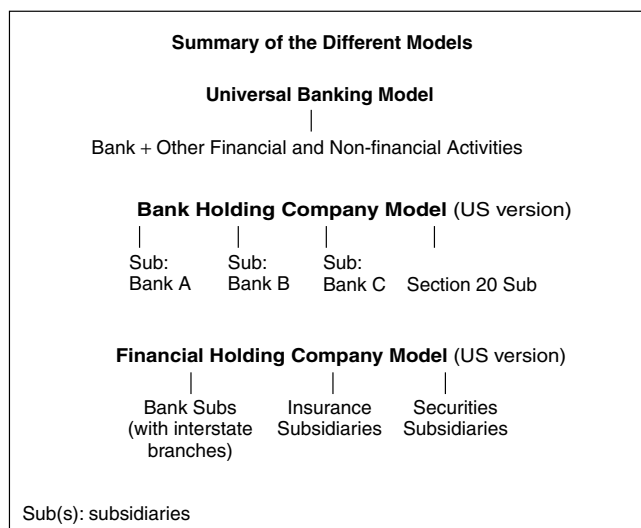 Summary of the Different Models
Universal Banking Model
Bank + Other Financial and Non-financial Activities
Bank Holding Company Model (US version)
Sub: Sub: Sub:
Bank A Bank B Bank C Section 20 Sub
Financial Holding Company Model (US version)
Bank Subs Insurance Securities
(with interstate Subsidiaries Subsidiaries
branches)
Sub(s): subsidiaries